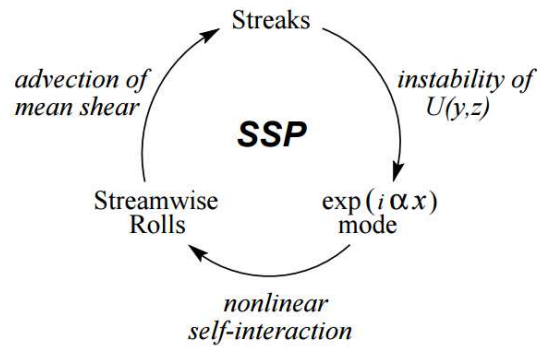 Streaks
advection of
mean shear
instability of
U(y,z)
SSP
Streamwise
Rolls
exp(iαx)
mode
nonlinear
self-interaction